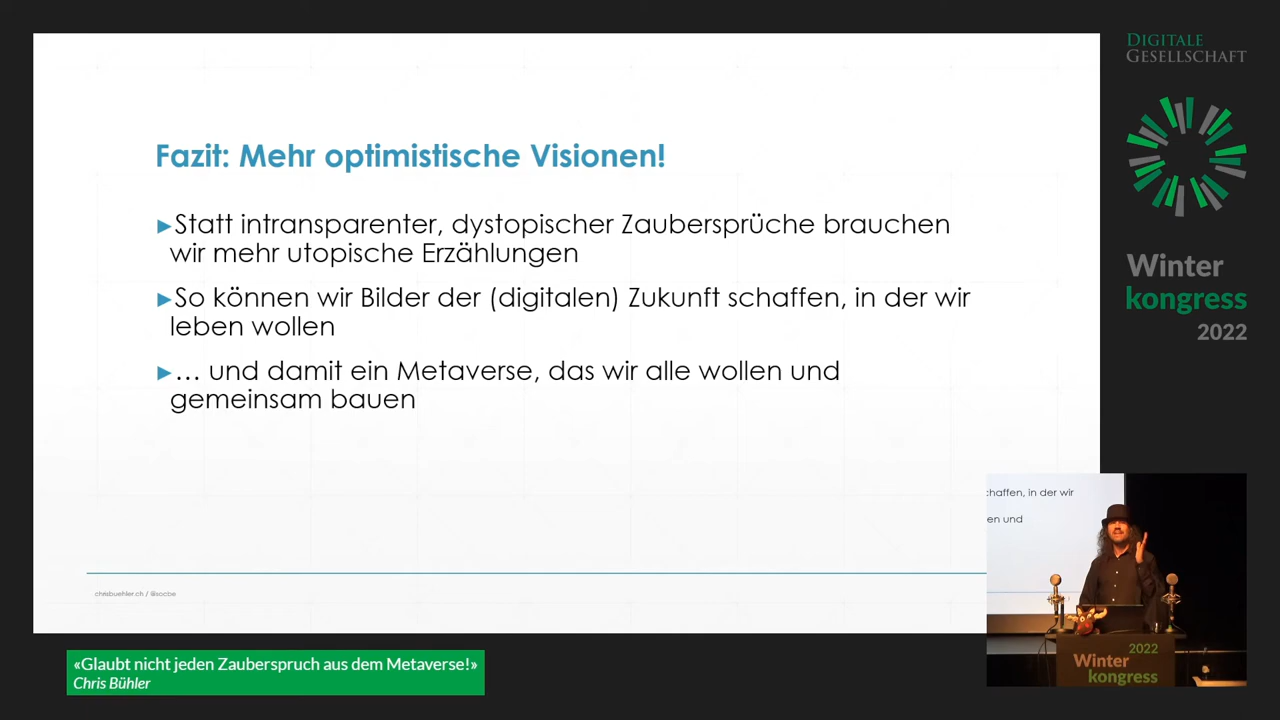 DIGITALE
GESELLSCHAFT
Fazit: Mehr optimistische Visionen!
►Statt intransparenter, dystopischer Zaubersprüche brauchen
wir mehr utopische Erzählungen
►So können wir Bilder der (digitalen) Zukunft schaffen, in der wir
leben wollen
►… und damit ein Metaverse, das wir alle wollen und
gemeinsam bauen
Winter
kongress
2022
chrisbuehler.ch / @socbe
chaffen, in der wir
en und
2022
Winter
kongress
«Glaubt nicht jeden Zauberspruch aus dem Metaverse!»
Chris Bühler